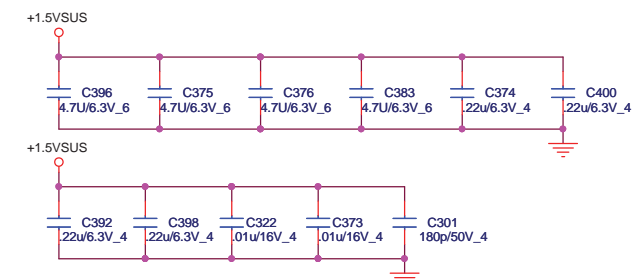 +1.5VSUS
C396 C375 C376 C383 C374 C400
4.7U/6.3V_6 4.7U/6.3V_6 4.7U/6.3V_6 4.7U/6.3V_6 .22u/6.3V_4 .22u/6.3V_4
+1.5VSUS
C392 C398 C322 C373 C301
.22u/6.3V_4 .22u/6.3V_4 .01u/16V_4 .01u/16V_4 180p/50V_4